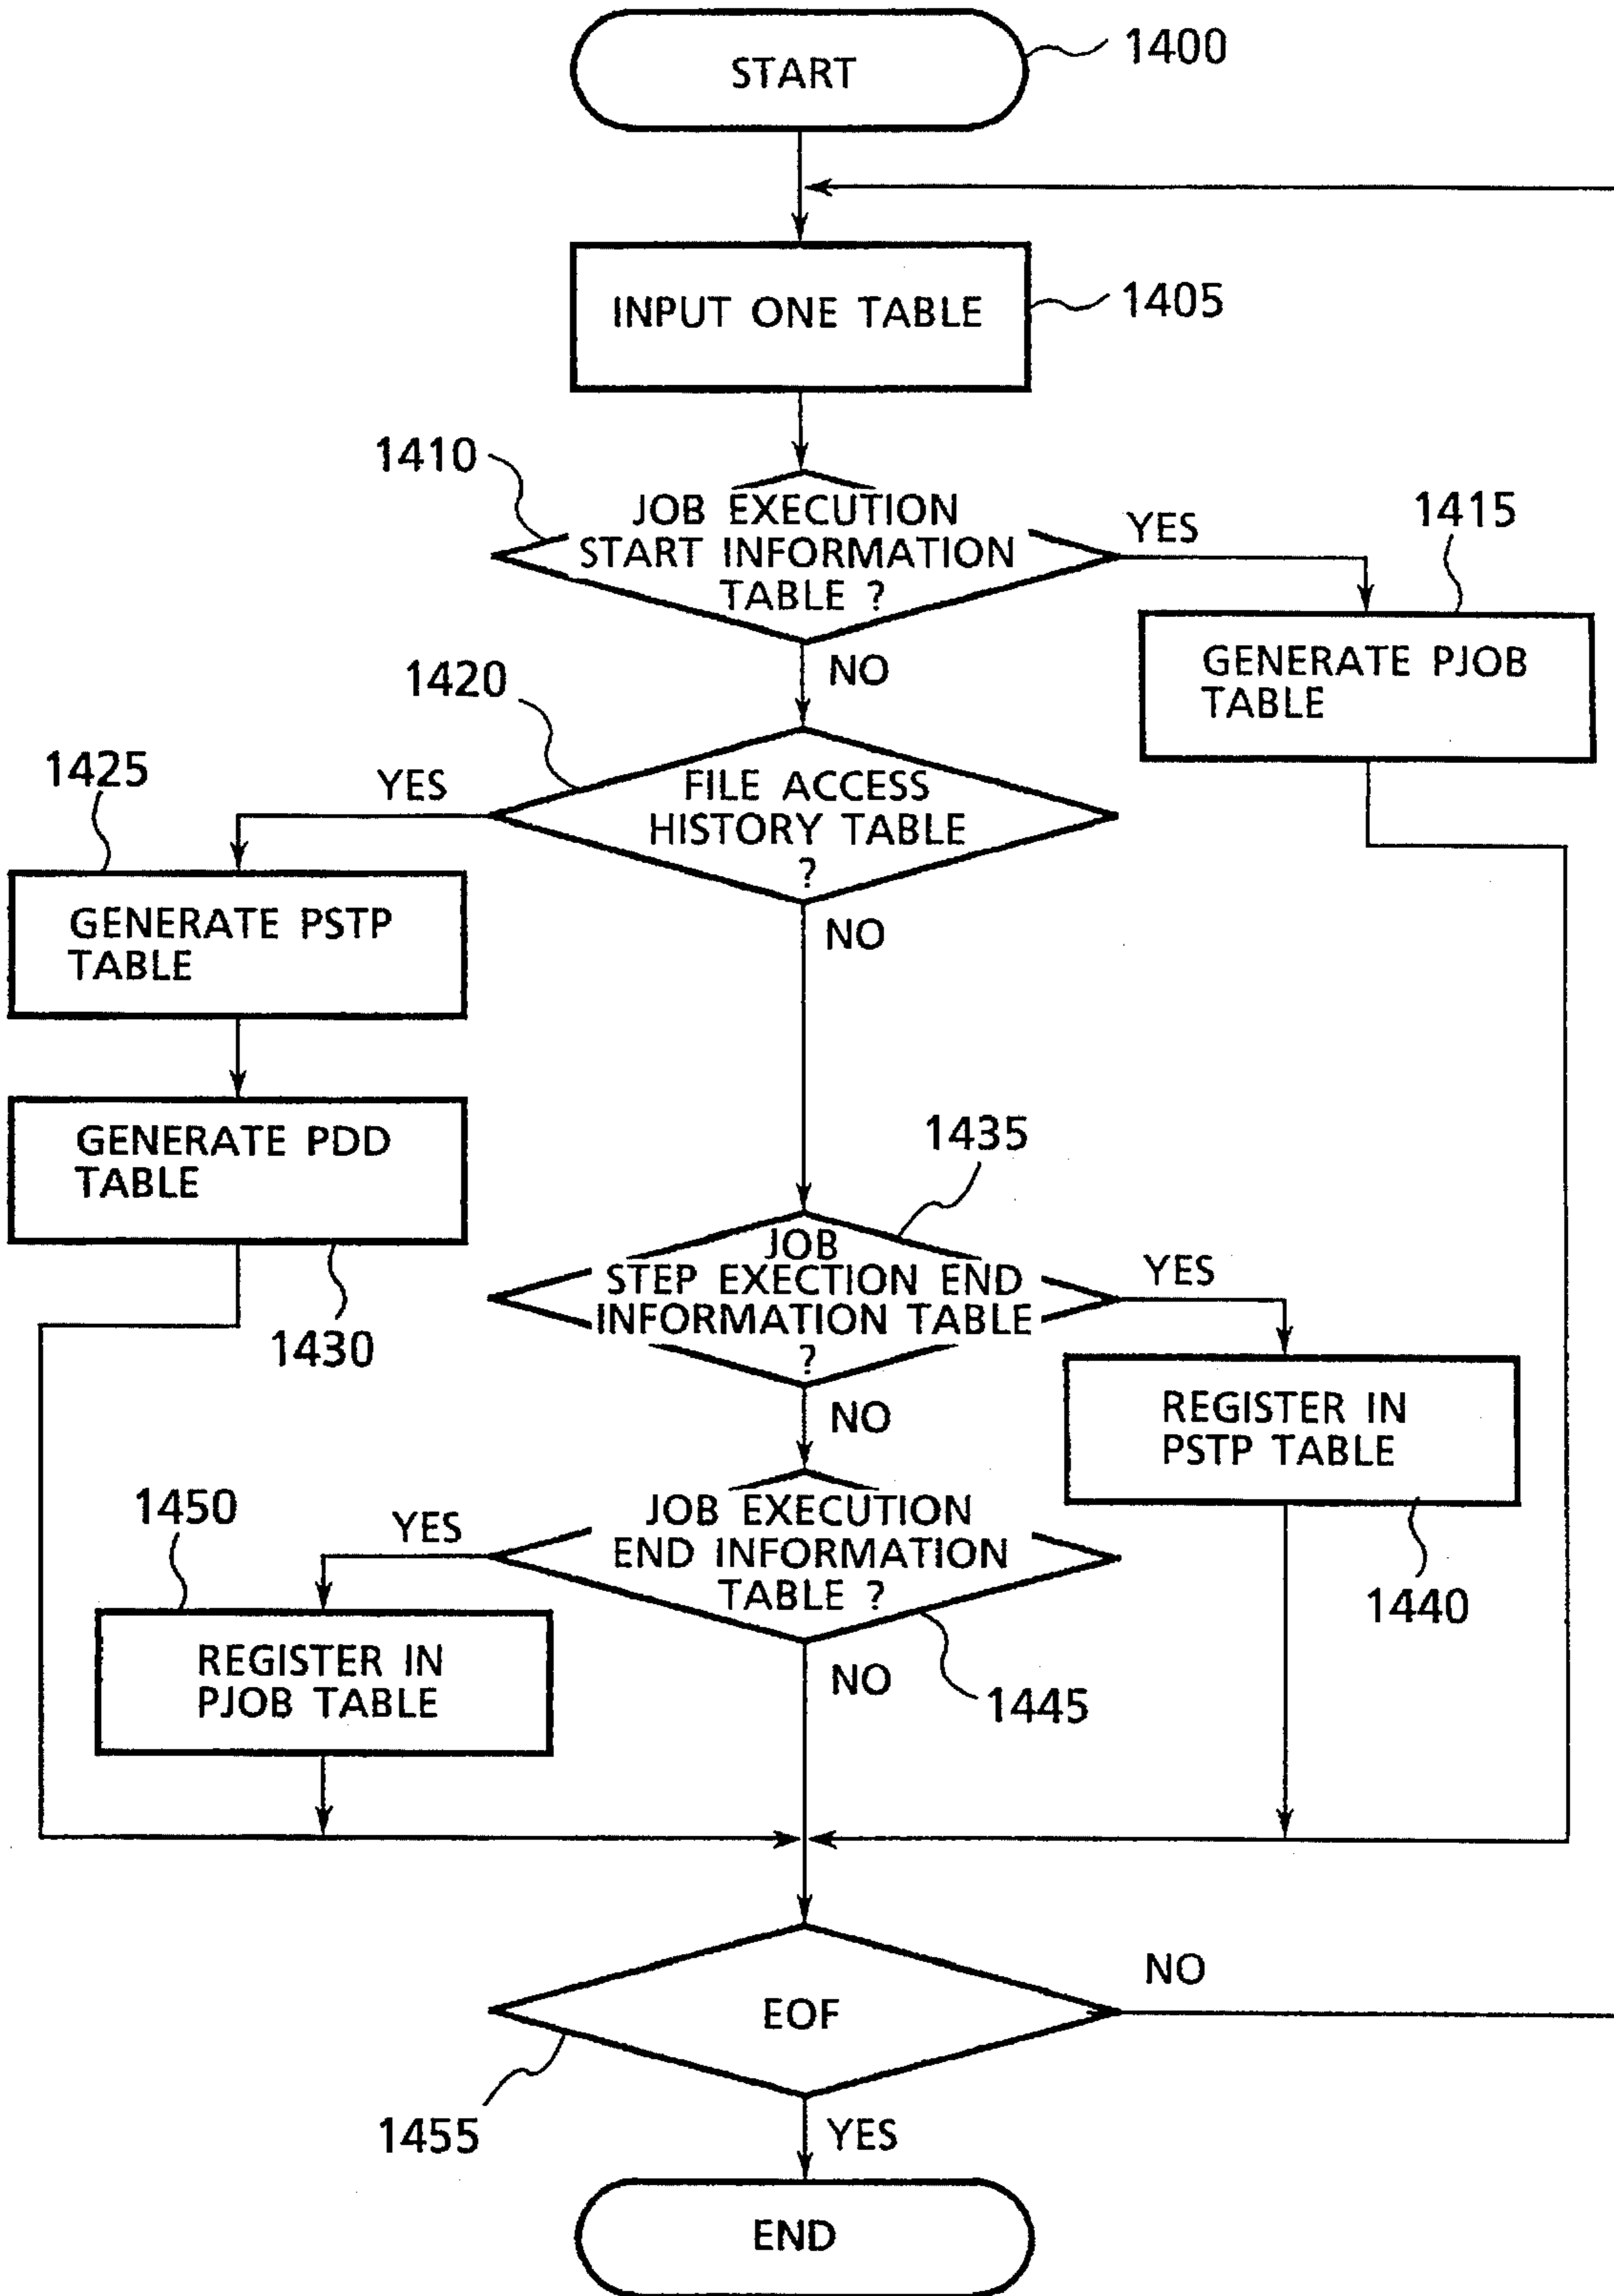 START
1400
INPUT ONE TABLE
1405
1410
JOB EXECUTION
START INFORMATION
TABLE ?
YES
1415
GENERATE PJOB
TABLE
NO
1420
FILE ACCESS
HISTORY TABLE
?
YES
1425
GENERATE PSTP
TABLE
NO
GENERATE PDD
TABLE
1430
1435
JOB
STEP EXECTION END
INFORMATION TABLE
?
YES
REGISTER IN
PSTP TABLE
1440
NO
JOB EXECUTION
END INFORMATION
TABLE ?
YES
1450
REGISTER IN
PJOB TABLE
NO
1445
EOF
NO
1455
YES
END